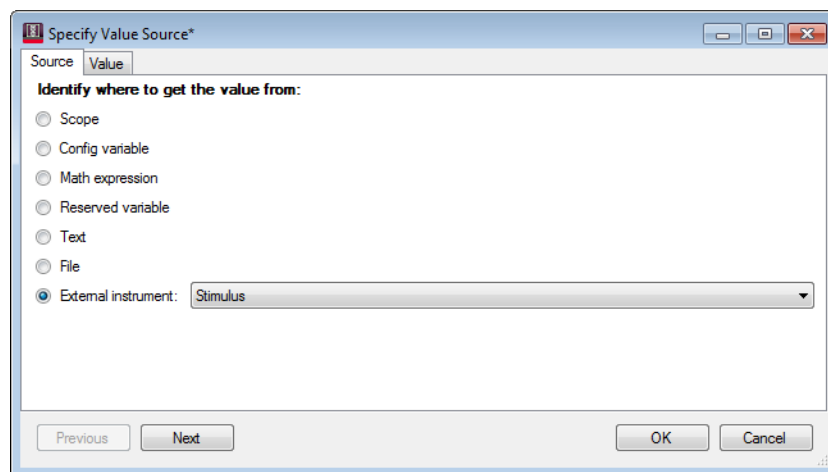 Specify Value Source*
Source Value
Identify where to get the value from:
Scope
Config variable
Math expression
Reserved variable
Text
File
External instrument: Stimulus
Previous Next OK Cancel